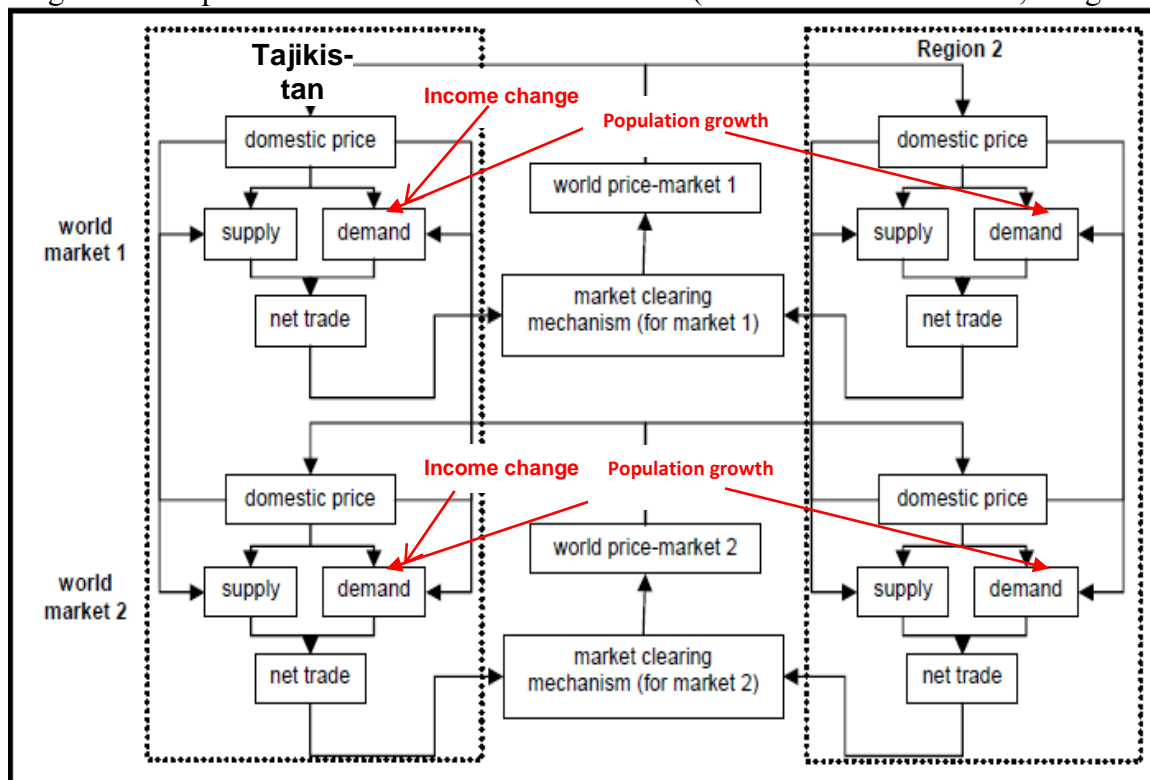 Tajikis-
tan
Region 2
Income change
Population growth
domestic price
domestic price
world price-market 1
world
market 1
supply
demand
supply
demand
net trade
market clearing
mechanism (for market 1)
net trade
Income change
Population growth
domestic price
domestic price
world price-market 2
world
market 2
supply
demand
supply
demand
net trade
market clearing
mechanism (for market 2)
net trade